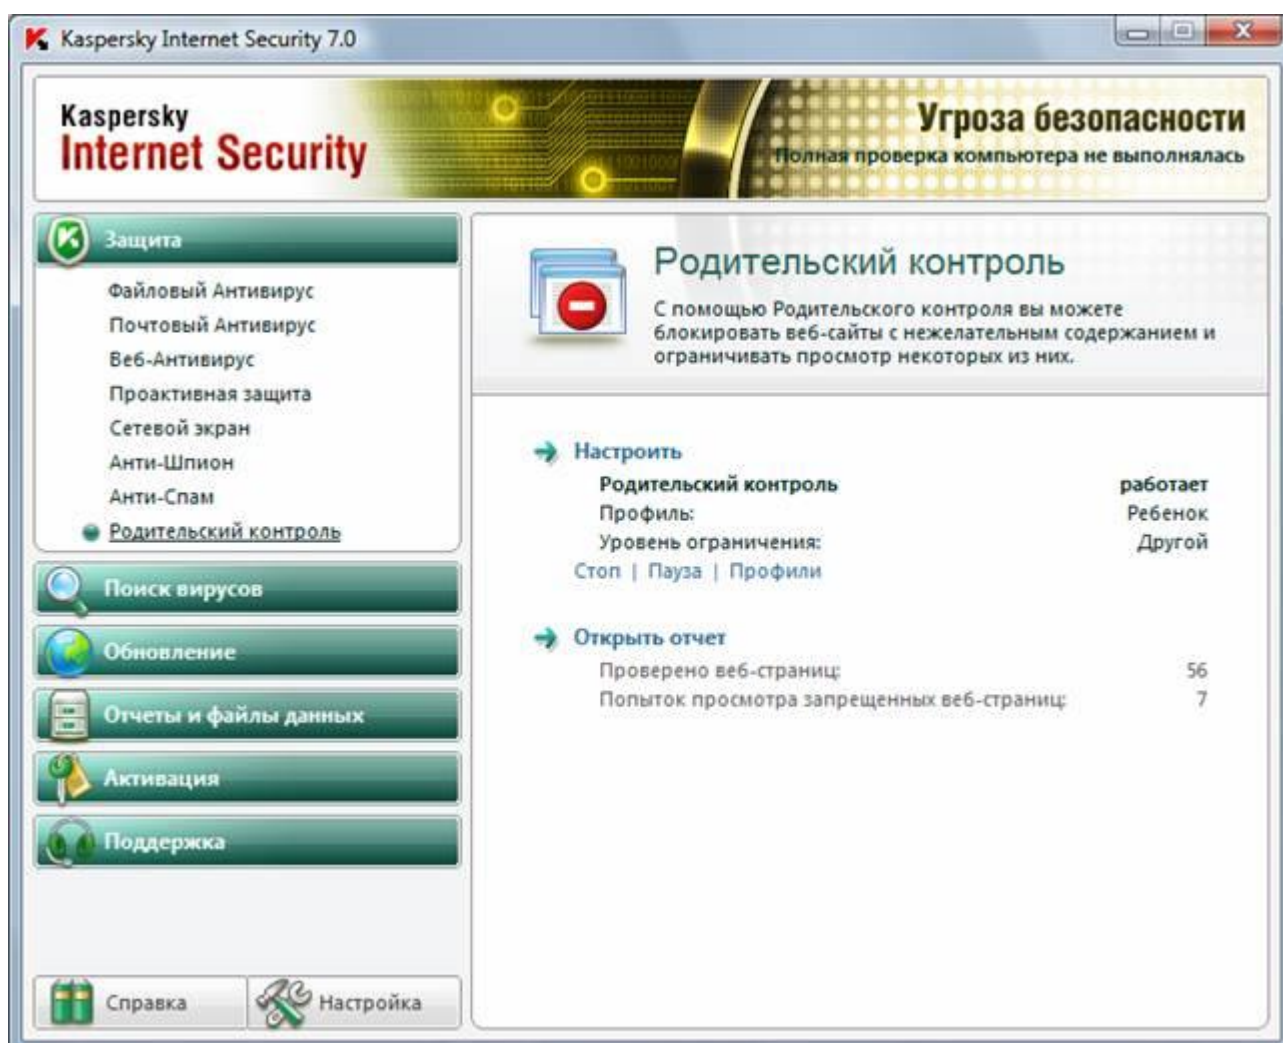 Kaspersky Internet Security 7.0
Kaspersky
Internet Security
Угроза безопасности
Полная проверка компьютера не выполнялась
Защита
Файловый Антивирус
Почтовый Антивирус
Веб-Антивирус
Проактивная защита
Сетевой экран
Анти-Шпион
Анти-Спам
Родительский контроль
Поиск вирусов
Обновление
Отчеты и файлы данных
Активация
Поддержка
Справка
Настройка
Родительский контроль
С помощью Родительского контроля вы можете
блокировать веб-сайты с нежелательным содержанием и
ограничивать просмотр некоторых из них.
Настроить
Родительский контроль работает
Профиль: Ребенок
Уровень ограничения: Другой
Стоп | Пауза | Профили
Открыть отчет
Проверено веб-страниц: 56
Попыток просмотра запрещенных веб-страниц: 7